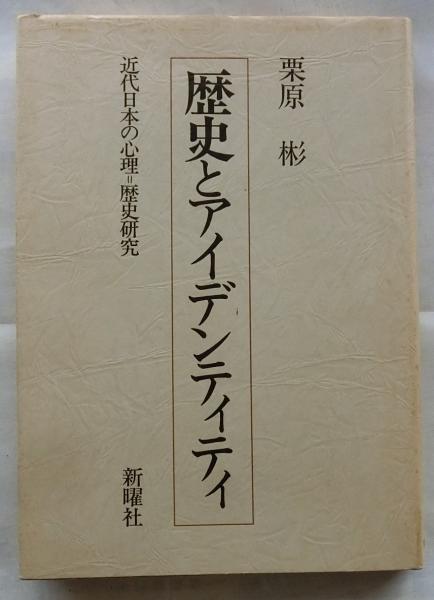 栗原 彬
歴史とアイデンティティ
近代日本の心理=歴史研究
新曜社